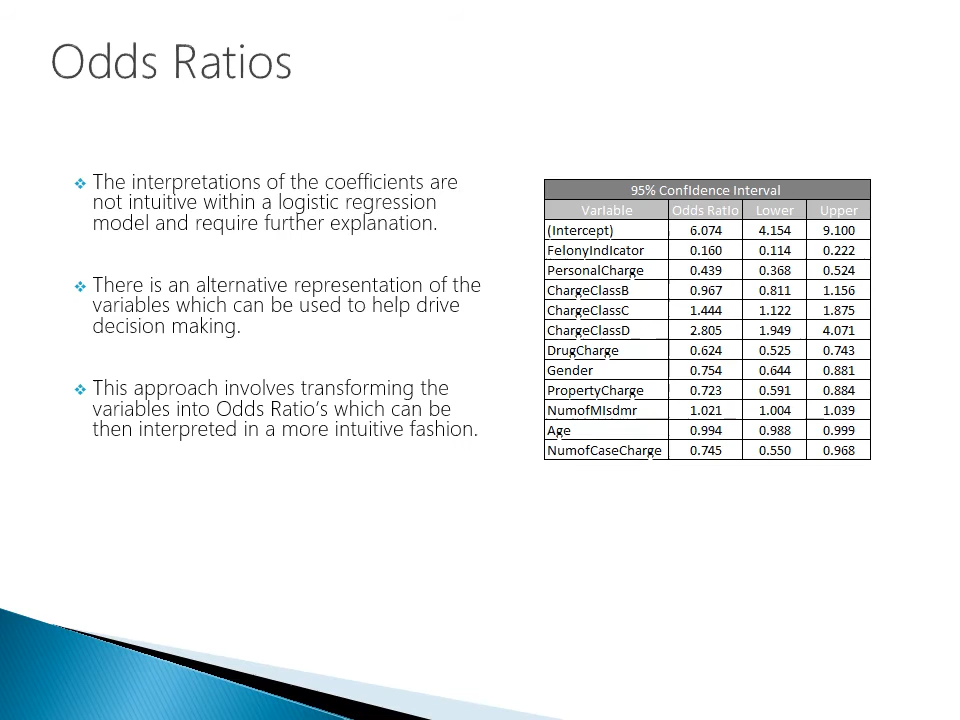 Odds Ratios
❖ The interpretations of the coefficients are
not intuitive within a logistic regression
model and require further explanation.
❖ There is an alternative representation of the
variables which can be used to help drive
decision making.
❖ This approach involves transforming the
variables into Odds Ratio's which can be
then interpreted in a more intuitive fashion.
95% Confidence Interval
Variable Odds Ratio Lower Upper
(Intercept) 6.074 4.154 9.100
FelonyIndicator 0.160 0.114 0.222
PersonalCharge 0.439 0.368 0.524
ChargeClassB 0.967 0.811 1.156
ChargeClassC 1.444 1.122 1.875
ChargeClassD 2.805 1.949 4.071
DrugCharge 0.624 0.525 0.743
Gender 0.754 0.644 0.881
PropertyCharge 0.723 0.591 0.884
NumofMIsdmr 1.021 1.004 1.039
Age 0.994 0.988 0.999
NumofCaseCharge 0.745 0.550 0.968